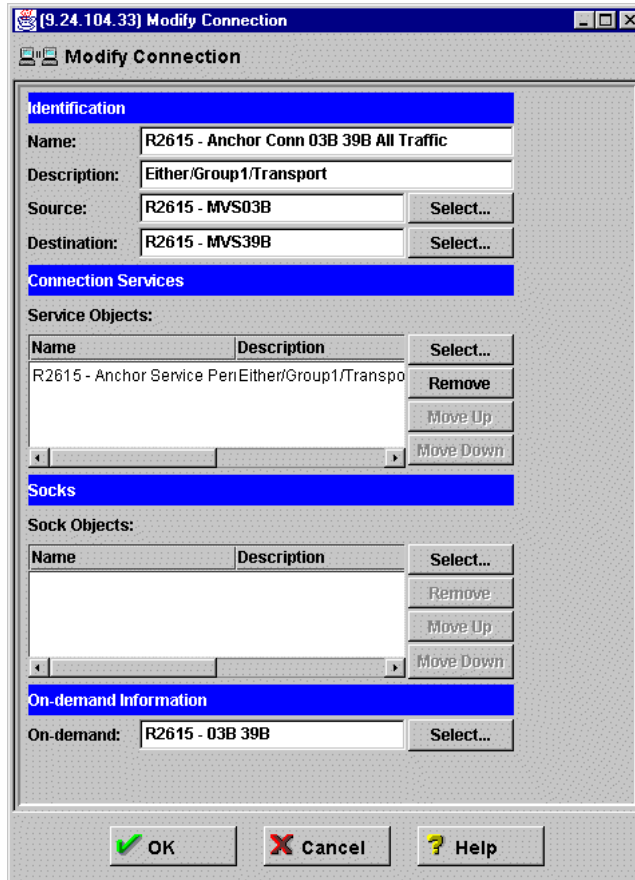 (9.24.104.33) Modify Connection
Modify Connection
Identification
Name: R2615 - Anchor Conn 03B 39B All Traffic
Description: Either/Group1/Transport
Source: R2615 - MVS03B Select...
Destination: R2615 - MVS39B Select...
Connection Services
Service Objects:
Name Description Select...
R2615 - Anchor Service Peri Either/Group1/Transpo Remove
Move Up
Move Down
Socks
Sock Objects:
Name Description Select...
Remove
Move Up
Move Down
On-demand Information
On-demand: R2615 - 03B 39B Select...
OK Cancel ? Help